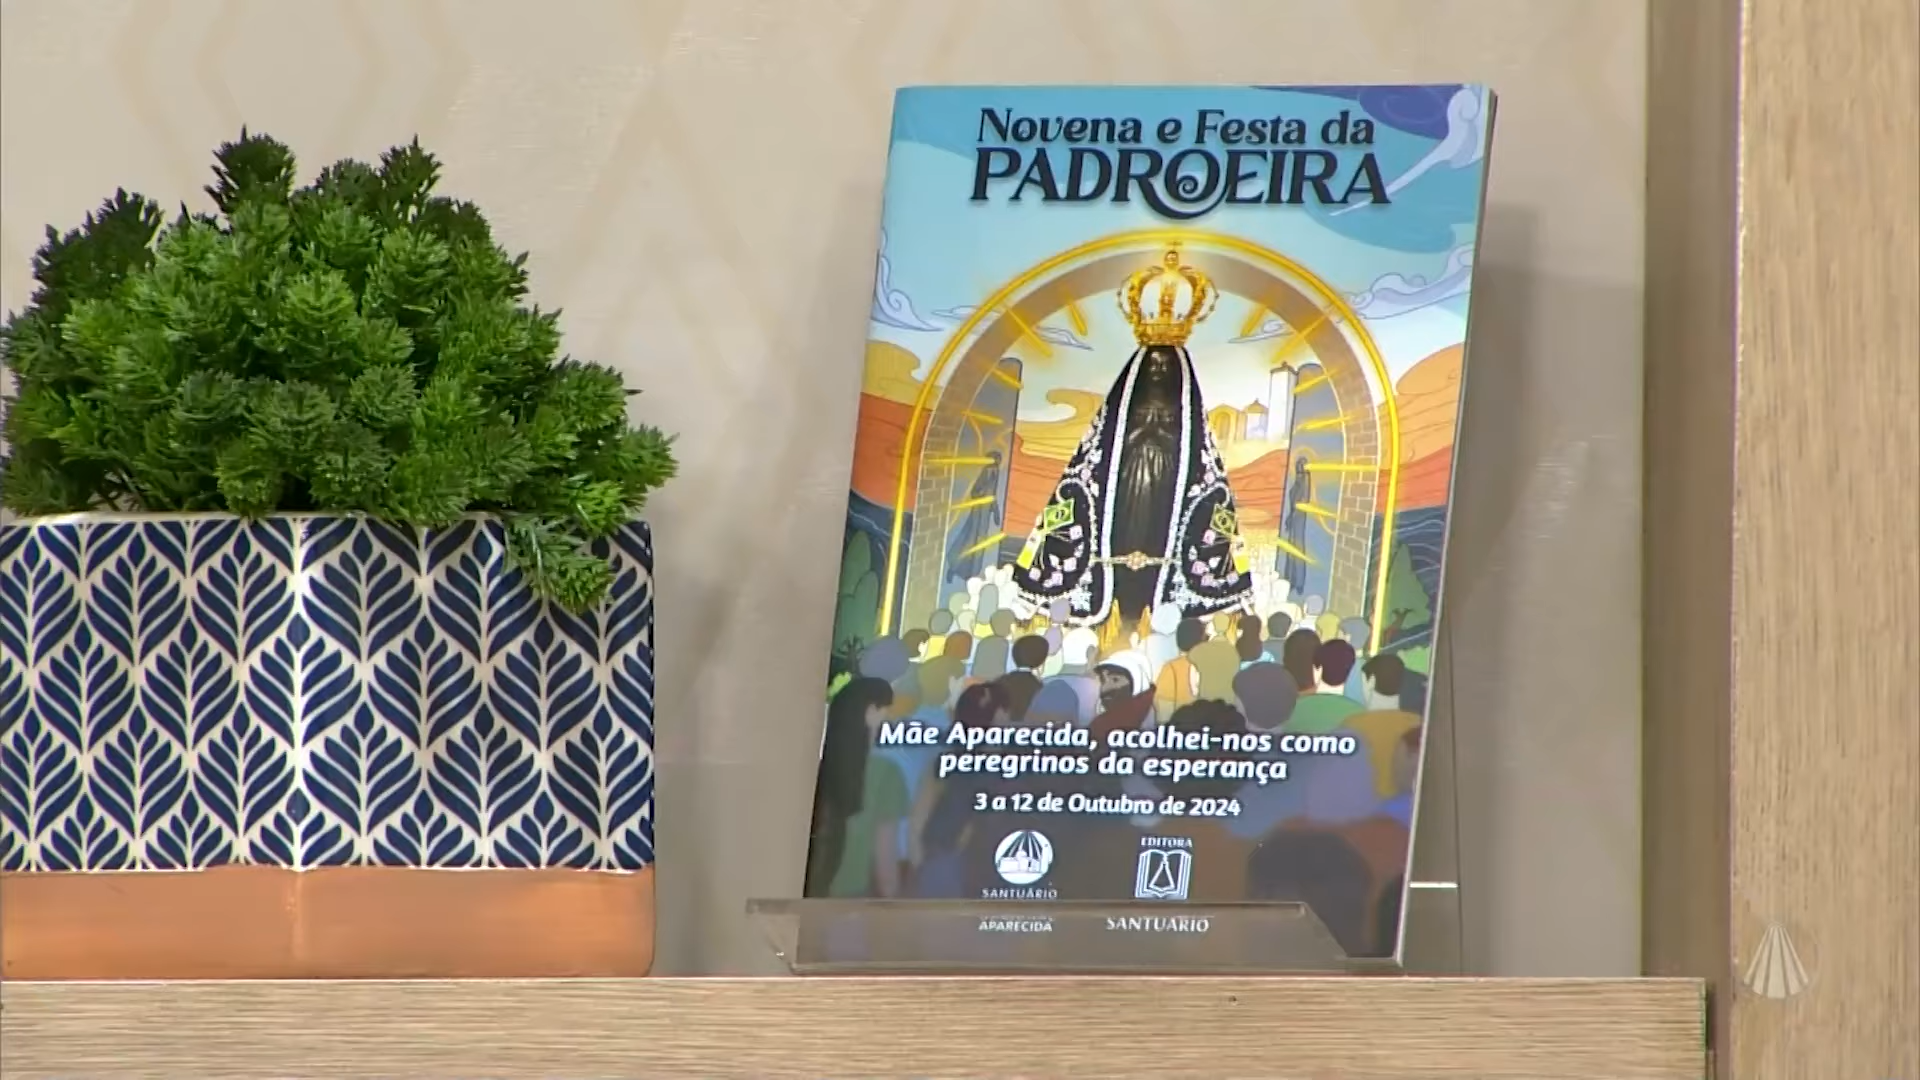 Novena e Festa da
PADROEIRA
Mãe Aparecida, acolhei-nos como
peregrinos da esperança
3 a 12 de Outubro de 2024
SANTUÁRIO
APARECIDA
EDITORA
SANTUÁRIO